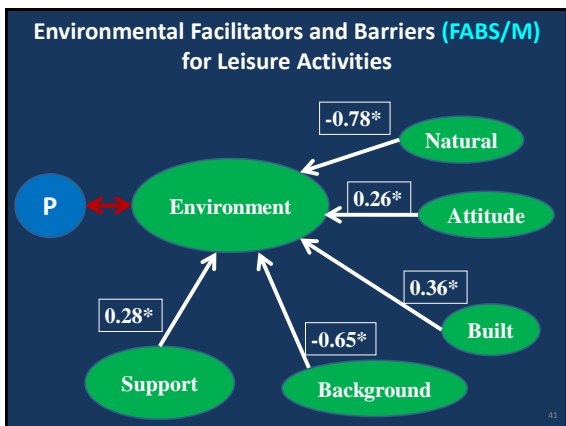 Environmental Facilitators and Barriers (FABS/M)
for Leisure Activities
-0.78*
Natural
P
Environment
0.26*
Attitude
0.36*
Built
0.28*
-0.65*
Support
Background
41